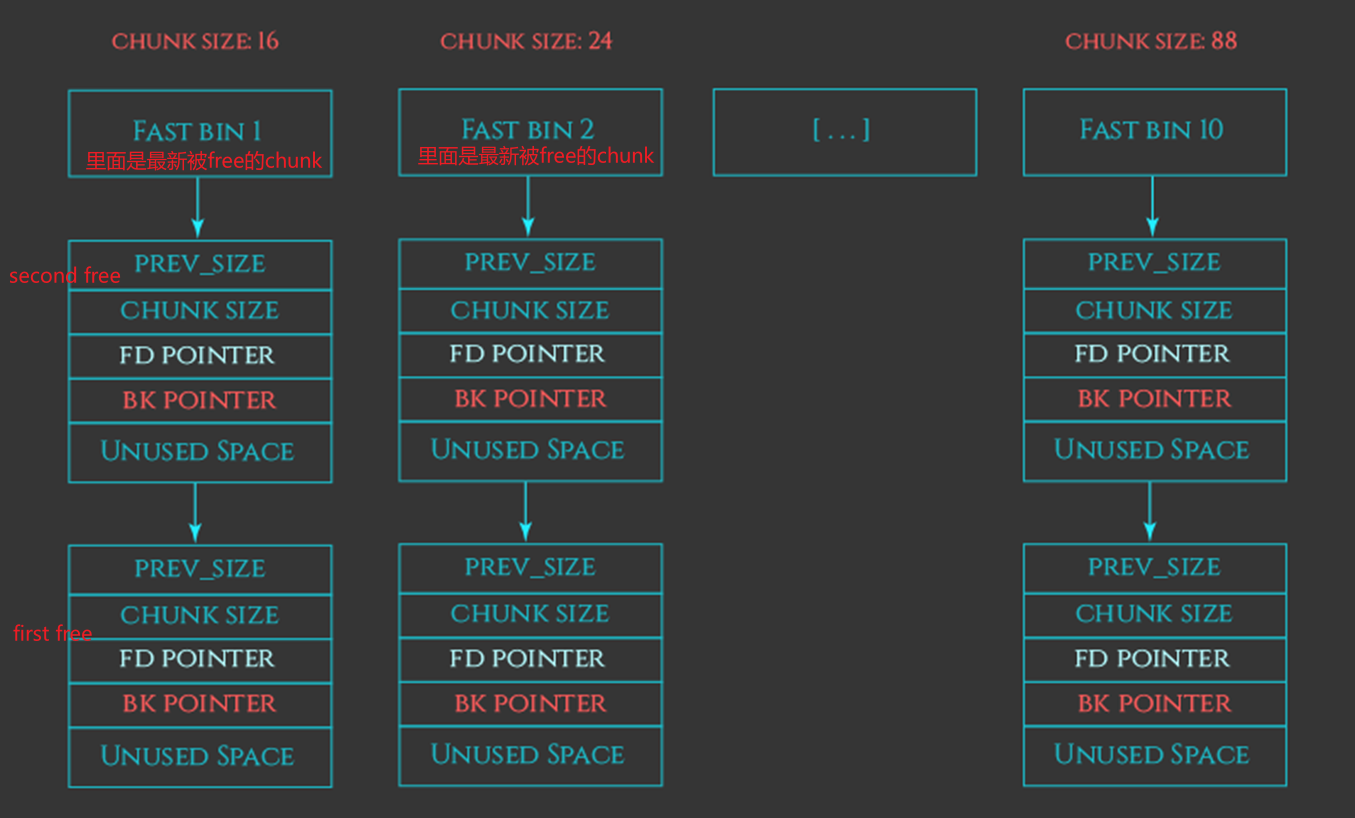 CHUNK SIZE: 16
CHUNK SIZE: 24
CHUNK SIZE: 88
FAST BIN 1
里面是最新被free的chunk
FAST BIN 2
里面是最新被free的chunk
[ . . . ]
FAST BIN 10
second free
PREV_SIZE
CHUNK SIZE
FD POINTER
BK POINTER
UNUSED SPACE
PREV_SIZE
CHUNK SIZE
FD POINTER
BK POINTER
UNUSED SPACE
PREV_SIZE
CHUNK SIZE
FD POINTER
BK POINTER
UNUSED SPACE
first free
PREV_SIZE
CHUNK SIZE
FD POINTER
BK POINTER
UNUSED SPACE
PREV_SIZE
CHUNK SIZE
FD POINTER
BK POINTER
UNUSED SPACE
PREV_SIZE
CHUNK SIZE
FD POINTER
BK POINTER
UNUSED SPACE